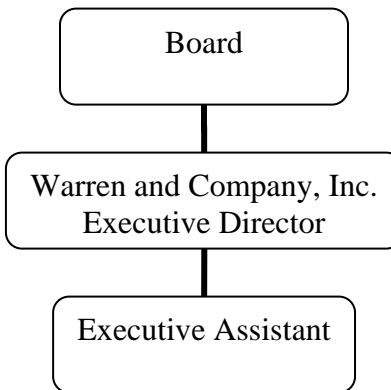 Board
Warren and Company, Inc.
Executive Director
Executive Assistant